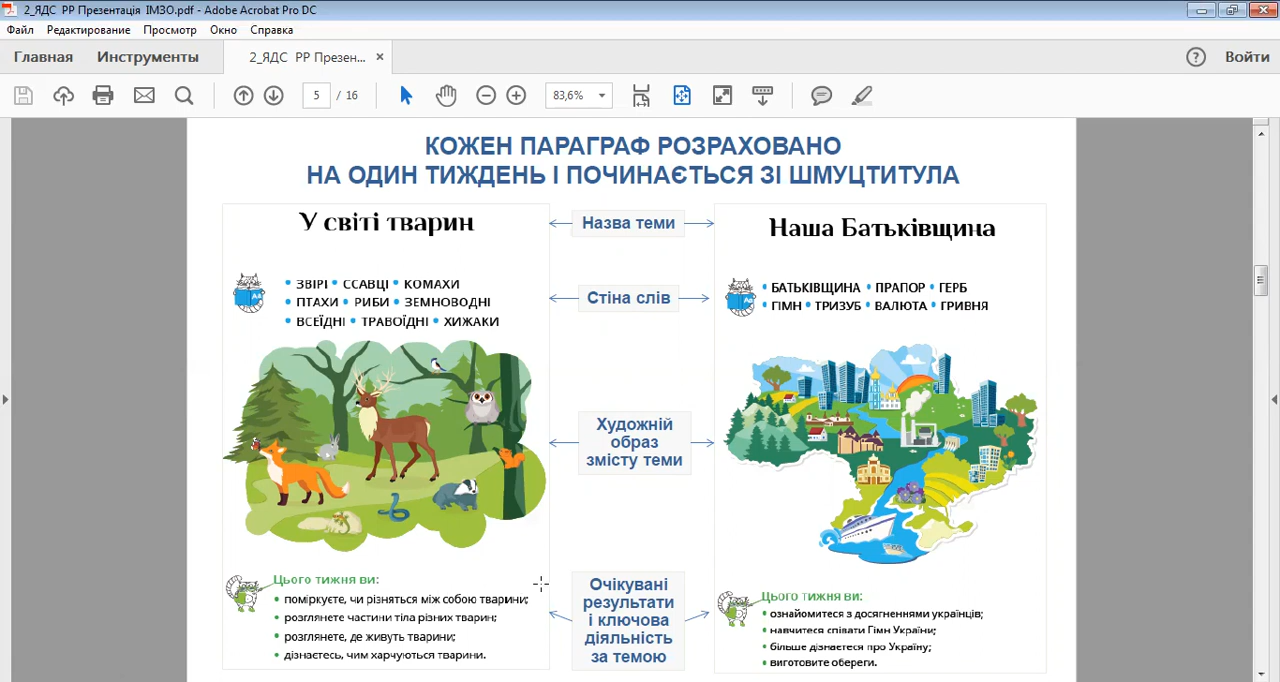 2_ЯДС РР Презентація ІМЗО.pdf - Adobe Acrobat Pro DC
Файл Редактирование Просмотр Окно Справка
Главная Инструменты 2_ЯДС РР Презен... × ? Войти
5 / 16 83,6%
КОЖЕН ПАРАГРАФ РОЗРАХОВАНО
НА ОДИН ТИЖДЕНЬ І ПОЧИНАЄТЬСЯ ЗІ ШМУЦТИТУЛА
У світі тварин
• ЗВІРІ • ССАВЦІ • КОМАХИ
ПТАХИ • РИБИ • ЗЕМНОВОДНІ
• ВСЕЇДНІ • ТРАВОЇДНІ • ХИЖАКИ
Цього тижня ви:
• поміркуєте, чи різняться між собою тварини;
• розглянете частини тіла різних тварин;
• розглянете, де живуть тварини;
• дізнаєтесь, чим харчуються тварини.
Назва теми
Стіна слів
Художній
образ
змісту теми
Очікувані
результати
і ключова
діяльність
за темою
Наша Батьківщина
• БАТЬКІВЩИНА • ПРАПОР • ГЕРБ
• ГІМН • ТРИЗУБ • ВАЛЮТА • ГРИВНЯ
Цього тижня ви:
• ознайомитеся з досягненнями українців;
• навчитеся співати Гімн України;
• більше дізнаєтеся про Україну;
• виготовите обереги.